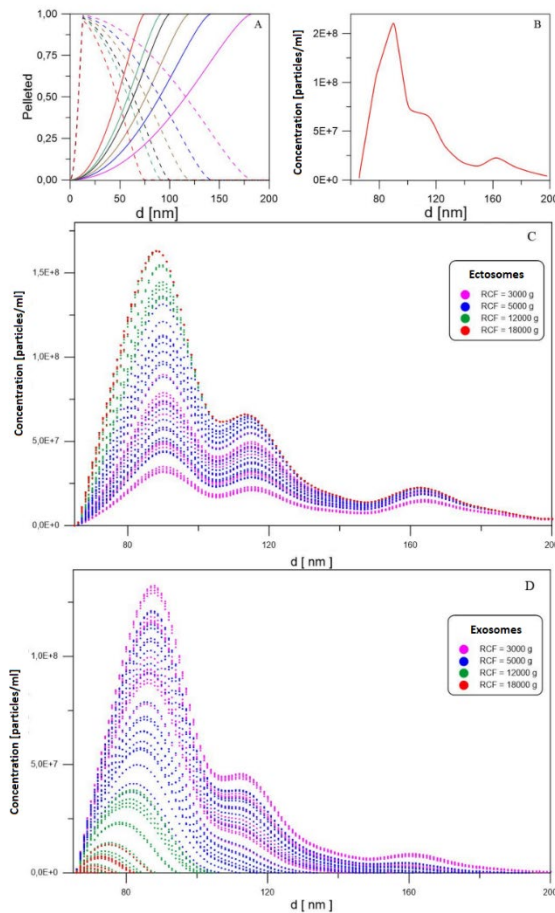 A
1,00
0,75
0,50
0,25
0,00
Pelleted
0 50 100 150 200
d [nm]
B
2E+8
1E+8
5E+7
0E+0
Concentration [particles/ml]
80 120 160 200
d [nm]
C
1,5E+8
1,0E+8
5,0E+7
0,0E+0
Concentration [particles/ml]
Ectosomes
RCF = 3000 g
RCF = 5000 g
RCF = 12000 g
RCF = 18000 g
80 120 160 200
d [ nm ]
D
1,0E+8
5,0E+7
0,0E+0
Concentration [particles/ml]
Exosomes
RCF = 3000 g
RCF = 5000 g
RCF = 12000 g
RCF = 18000 g
80 120 160 200
d [ nm ]